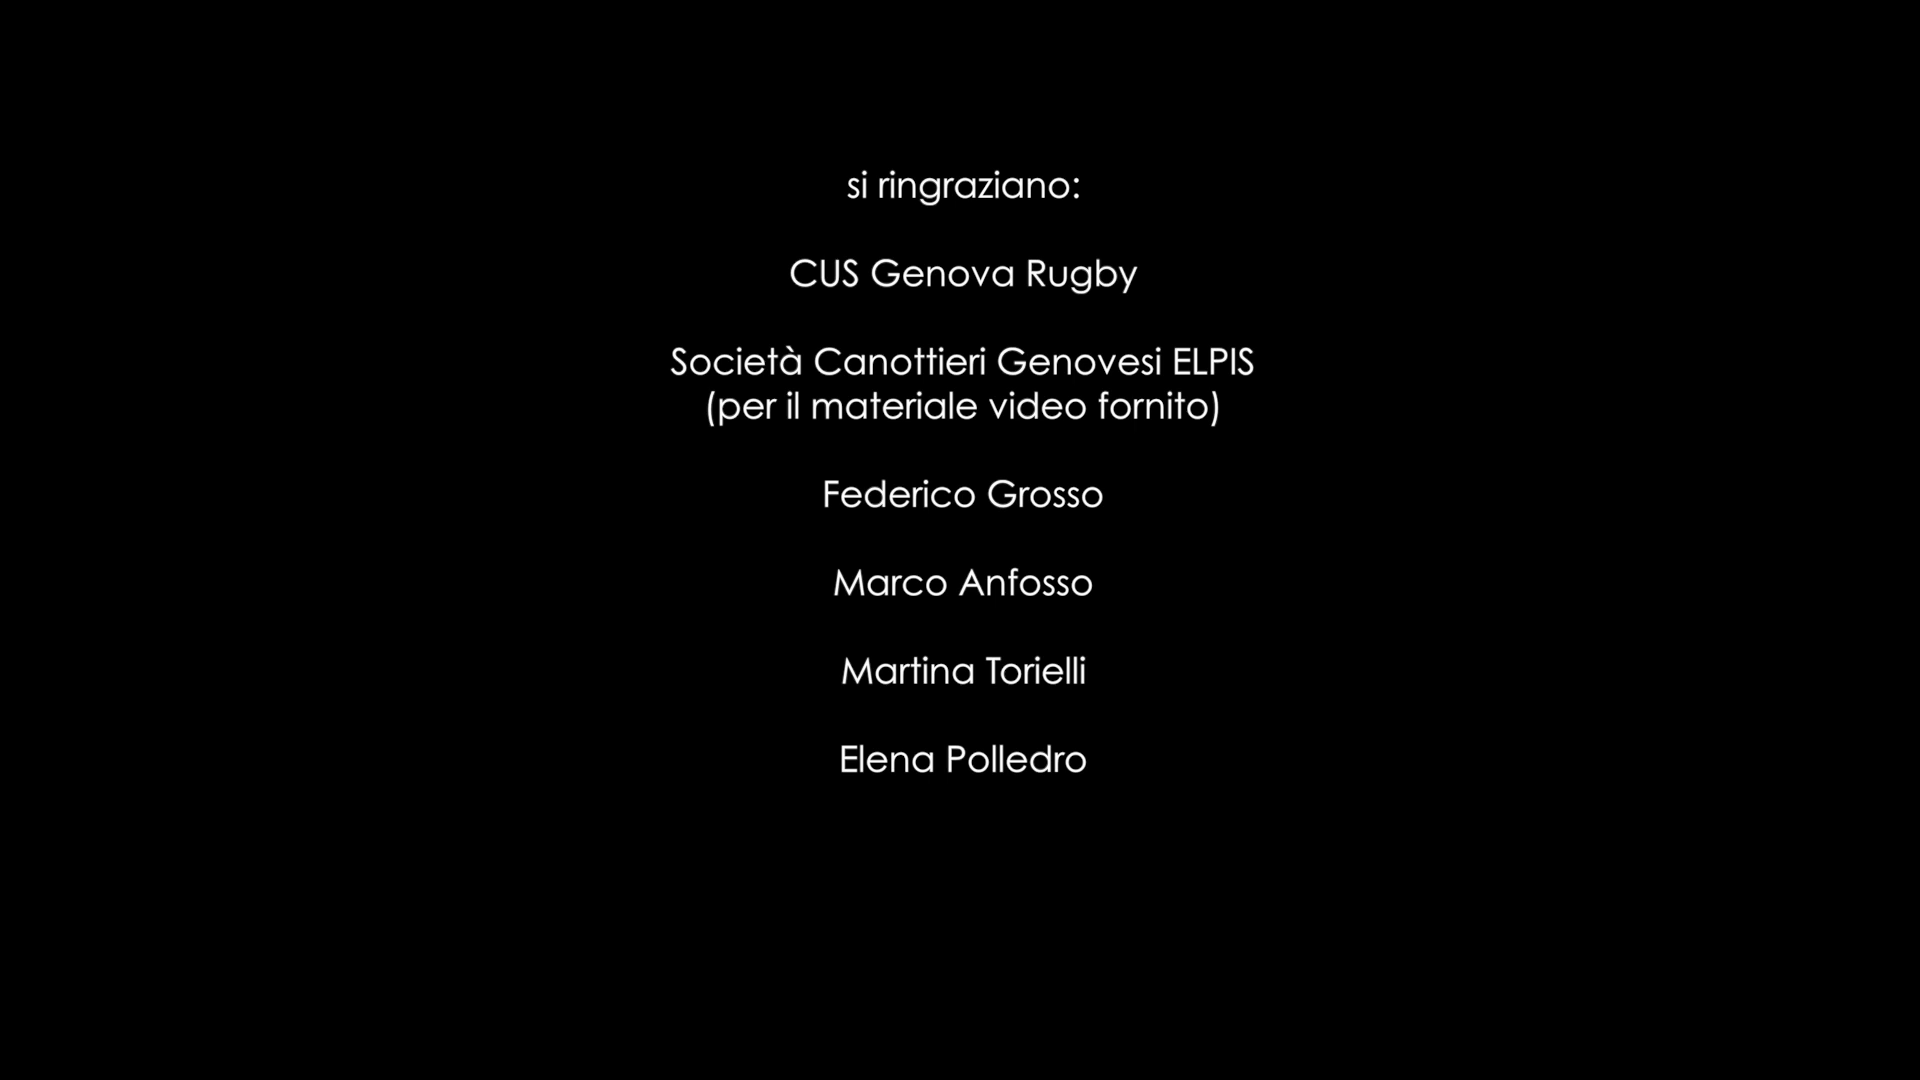 si ringraziano:
CUS Genova Rugby
Società Canottieri Genovesi ELPIS
(per il materiale video fornito)
Federico Grosso
Marco Anfosso
Martina Torielli
Elena Polledro